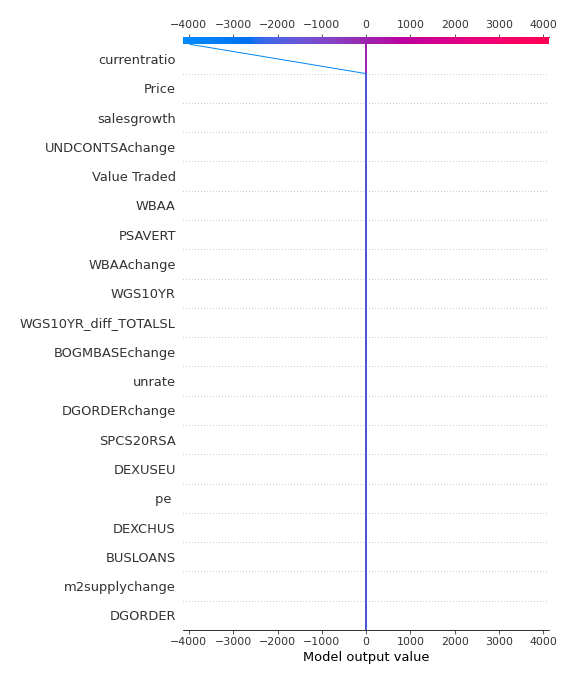 −4000 −3000 −2000 −1000 0 1000 2000 3000 4000
currentratio
Price
salesgrowth
UNDCONTSAchange
Value Traded
WBAA
PSAVERT
WBAAchange
WGS10YR
WGS10YR_diff_TOTALSL
BOGMBASEchange
unrate
DGORDERchange
SPCS20RSA
DEXUSEU
pe
DEXCHUS
BUSLOANS
m2supplychange
DGORDER
−4000 −3000 −2000 −1000 0 1000 2000 3000 4000
Model output value